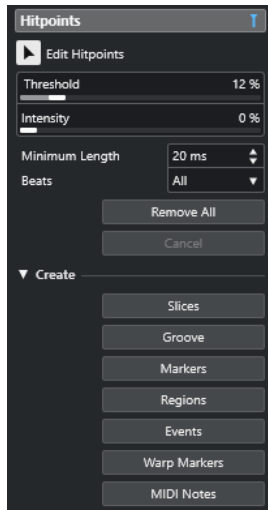 Hitpoints
Edit Hitpoints
Threshold 12 %
Intensity 0 %
Minimum Length 20 ms
Beats All
Remove All
Cancel
Create
Slices
Groove
Markers
Regions
Events
Warp Markers
MIDI Notes